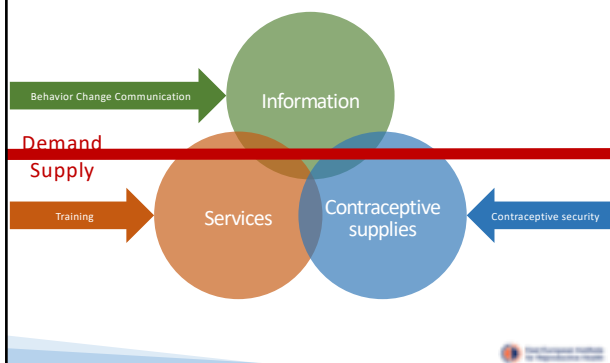 Behavior Change Communication
Information
Demand
Supply
Training
Services
Contraceptive
supplies
Contraceptive security